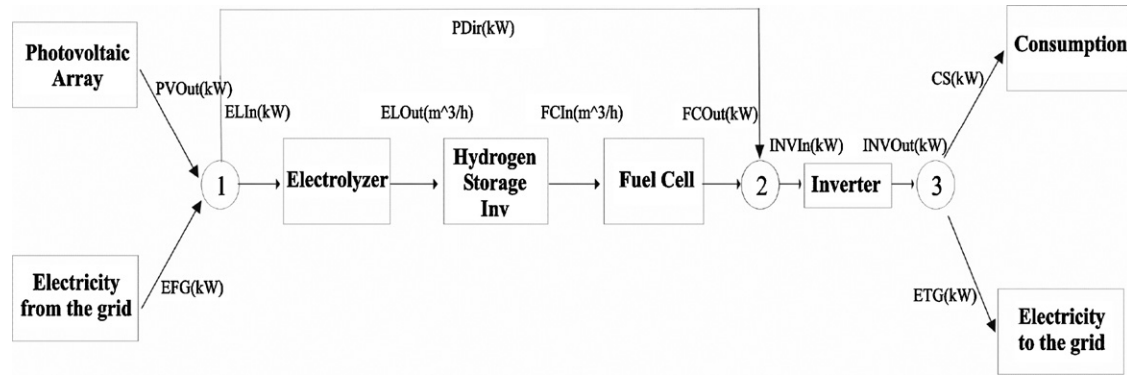 PDir(kW)
Photovoltaic
Array
Consumption
PVOut(kW)
CS(kW)
ELIn(kW)
ELOut(m^3/h)
FCIn(m^3/h)
FCOut(kW)
INVIn(kW)
INVOut(kW)
1
Electrolyzer
Hydrogen
Storage
Inv
Fuel Cell
2
Inverter
3
Electricity
from the grid
EFG(kW)
ETG(kW)
Electricity
to the grid